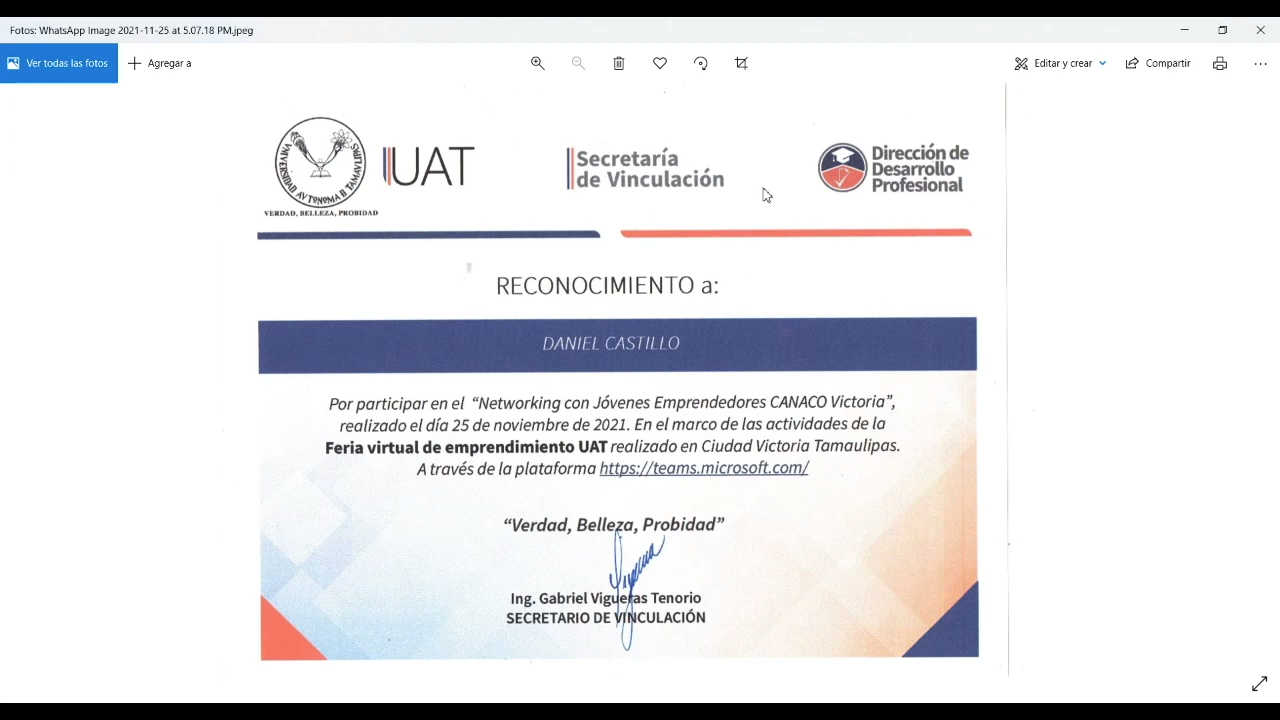 Fotos: WhatsApp Image 2021-11-25 at 5.07.18 PM.jpeg
Ver todas las fotos
Agregar a
Editar y crear
Compartir
VNIVERSIDAD AVTONOMA D TAMAVLIPAS
VERDAD, BELLEZA, PROBIDAD
UAT
Secretaría
de Vinculación
Dirección de
Desarrollo
Profesional
RECONOCIMIENTO a:
DANIEL CASTILLO
Por participar en el “Networking con Jóvenes Emprendedores CANACO Victoria”,
realizado el día 25 de noviembre de 2021. En el marco de las actividades de la
Feria virtual de emprendimiento UAT realizado en Ciudad Victoria Tamaulipas.
A través de la plataforma https://teams.microsoft.com/
“Verdad, Belleza, Probidad”
Ing. Gabriel Vigueras Tenorio
SECRETARIO DE VINCULACIÓN